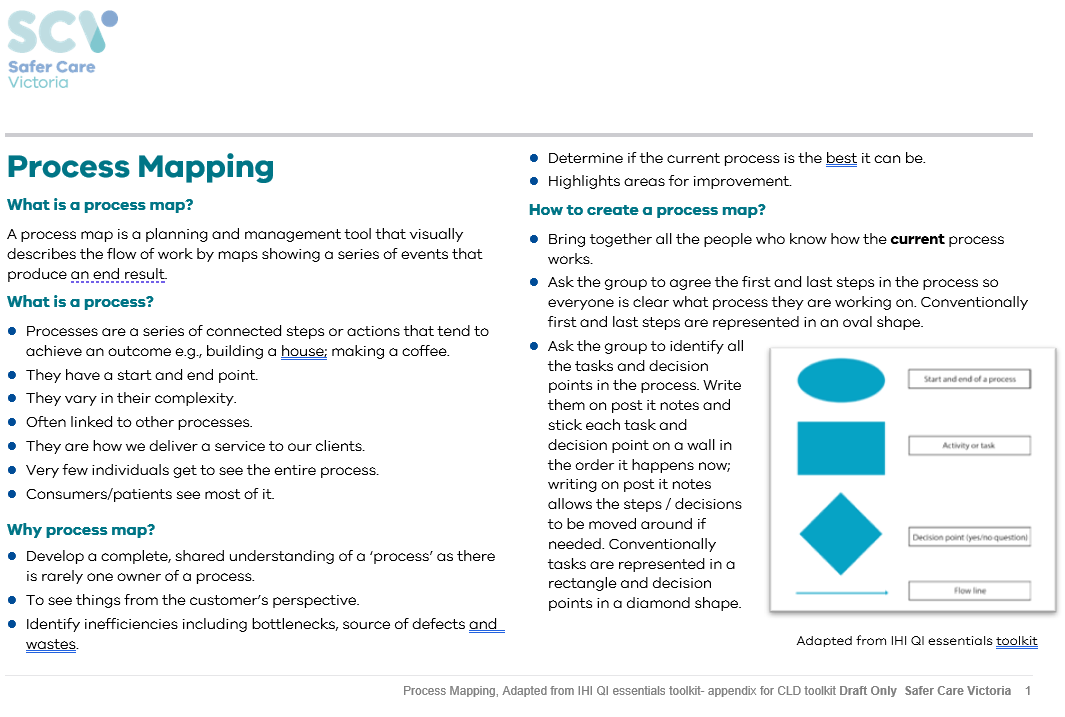 SCV
Safer Care
Victoria
Process Mapping
What is a process map?
A process map is a planning and management tool that visually
describes the flow of work by maps showing a series of events that
produce an end result.
What is a process?
Processes are a series of connected steps or actions that tend to
achieve an outcome e.g., building a house; making a coffee.
They have a start and end point.
They vary in their complexity.
Often linked to other processes.
They are how we deliver a service to our clients.
Very few individuals get to see the entire process.
Consumers/patients see most of it.
Why process map?
Develop a complete, shared understanding of a ‘process’ as there
is rarely one owner of a process.
To see things from the customer’s perspective.
Identify inefficiencies including bottlenecks, source of defects and
wastes.
Determine if the current process is the best it can be.
Highlights areas for improvement.
How to create a process map?
Bring together all the people who know how the current process
works.
Ask the group to agree the first and last steps in the process so
everyone is clear what process they are working on. Conventionally
first and last steps are represented in an oval shape.
Ask the group to identify all
the tasks and decision
points in the process. Write
them on post it notes and
stick each task and
decision point on a wall in
the order it happens now;
writing on post it notes
allows the steps / decisions
to be moved around if
needed. Conventionally
tasks are represented in a
rectangle and decision
points in a diamond shape.
Start and end of a process
Activity or task
Decision point (yes/no question)
Flow line
Adapted from IHI QI essentials toolkit
Process Mapping, Adapted from IHI QI essentials toolkit- appendix for CLD toolkit Draft Only Safer Care Victoria 1